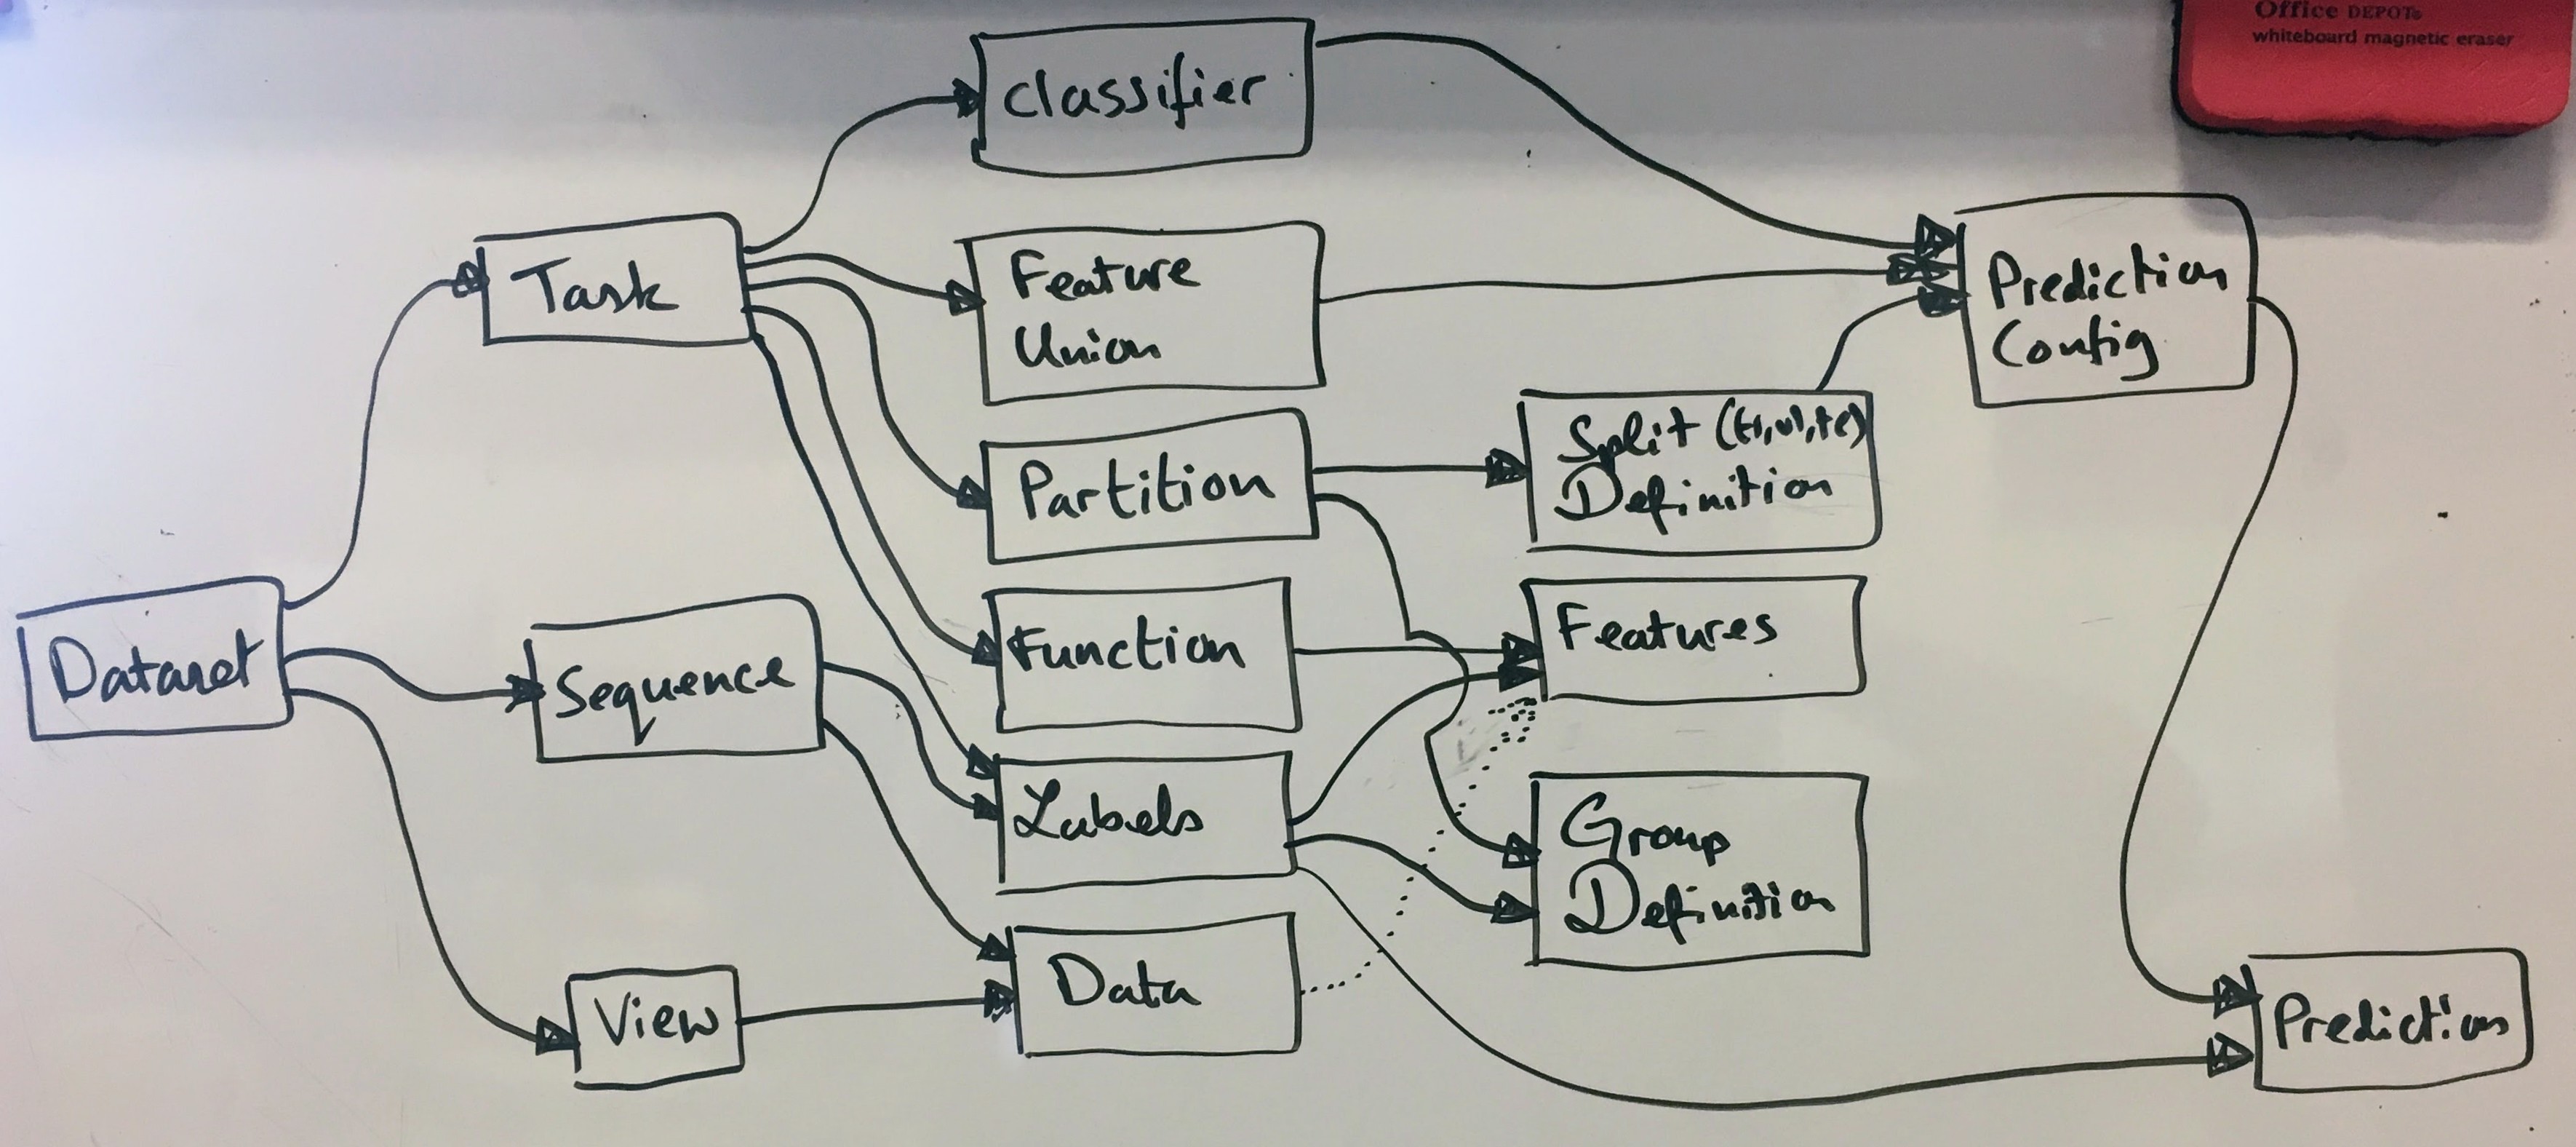 Office DEPOT®
whiteboard magnetic eraser
Classifier
Task
Feature
Union
Prediction
Config
Partition
Split (tr,vl,te)
Definition
Dataset
Sequence
Function
Features
Labels
Group
Definition
View
Data
Prediction